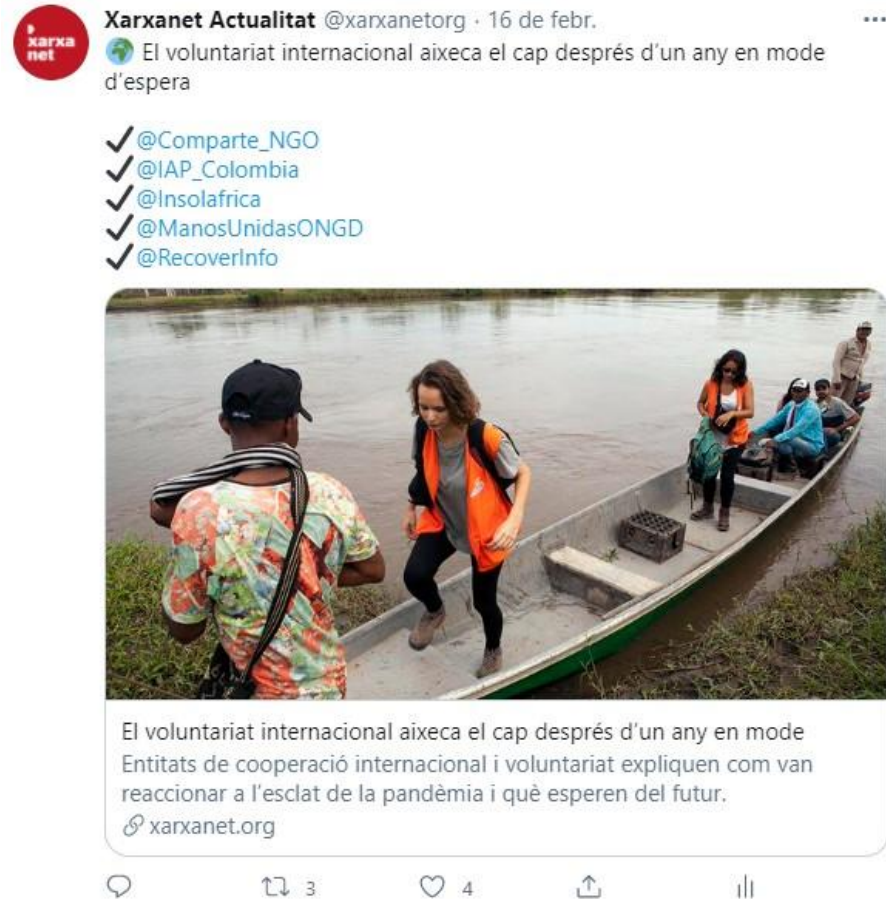 xarxa
net
Xarxanet Actualitat @xarxanetorg · 16 de febr.
El voluntariat internacional aixeca el cap després d’un any en mode
d’espera
@Comparte_NGO
@IAP_Colombia
@Insolafrica
@ManosUnidasONGD
@RecoverInfo
El voluntariat internacional aixeca el cap després d’un any en mode
Entitats de cooperació internacional i voluntariat expliquen com van
reaccionar a l’esclat de la pandèmia i què esperen del futur.
xarxanet.org
3
4